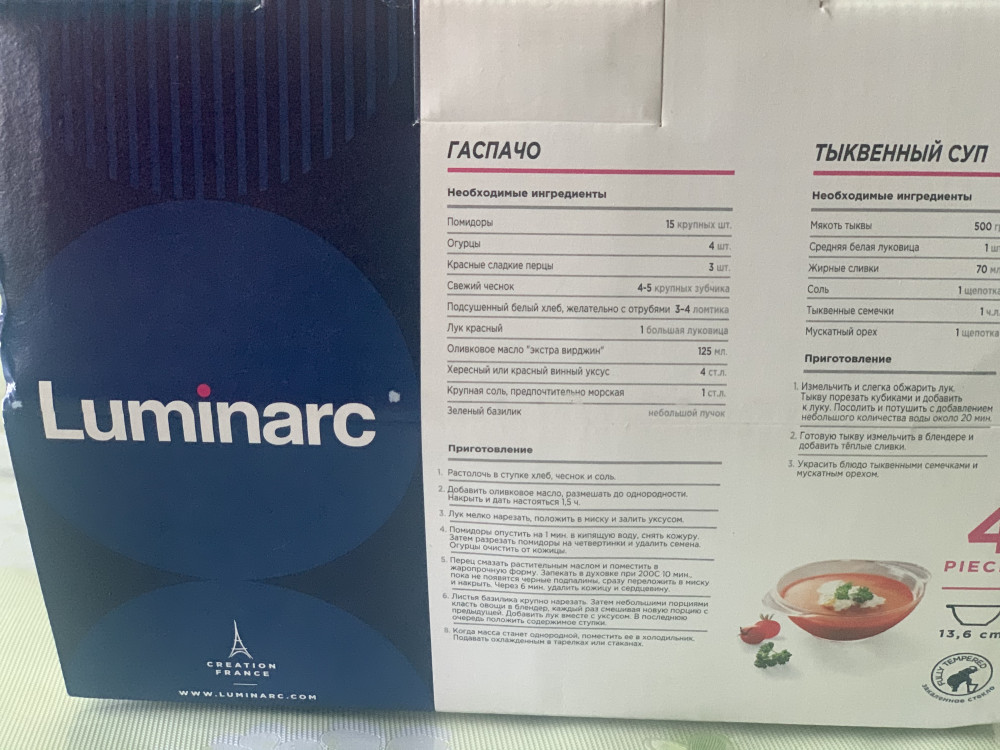 Luminarc
CREATION
FRANCE
WWW.LUMINARC.COM
ГАСПАЧО
Необходимые ингредиенты
Помидоры 15 крупных шт.
Огурцы 4 шт.
Красные сладкие перцы 3 шт.
Свежий чеснок 4-5 крупных зубчика
Подсушенный белый хлеб, желательно с отрубями 3-4 ломтика
Лук красный 1 большая луковица
Оливковое масло "экстра вирджин" 125 мл.
Хересный или красный винный уксус 4 ст.л.
Крупная соль, предпочтительно морская 1 ст.л.
Зеленый базилик небольшой пучок
Приготовление
1. Растолочь в ступке хлеб, чеснок и соль.
2. Добавить оливковое масло, размешать до однородности.
Накрыть и дать настояться 1,5 ч.
3. Лук мелко нарезать, положить в миску и залить уксусом.
4. Помидоры опустить на 1 мин. в кипящую воду, снять кожуру.
Затем разрезать помидоры на четвертинки и удалить семена.
Огурцы очистить от кожицы.
5. Перец смазать растительным маслом и поместить в
жаропрочную форму. Запекать в духовке при 200С 10 мин.,
пока не появятся черные подпалины, сразу переложить в миску
и накрыть. Через 6 мин. удалить кожицу и сердцевину.
6. Листья базилика крупно нарезать. Затем небольшими порциями
класть овощи в блендер, каждый раз смешивая новую порцию с
предыдущей. Добавить лук вместе с уксусом. В последнюю
очередь положить содержимое ступки.
8. Когда масса станет однородной, поместить ее в холодильник.
Подавать охлажденным в тарелках или стаканах.
ТЫКВЕННЫЙ СУП
Необходимые ингредиенты
Мякоть тыквы 500
Средняя белая луковица 1
Жирные сливки 70
Соль 1 щепотка
Тыквенные семечки 1 ч.л.
Мускатный орех 1 щепотка
Приготовление
1. Измельчить и слегка обжарить лук.
Тыкву порезать кубиками и добавить
к луку. Посолить и потушить с добавлением
небольшого количества воды около 20 мин.
2. Готовую тыкву измельчить в блендере и
добавить тёплые сливки.
3. Украсить блюдо тыквенными семечками и
мускатным орехом.
4
PIEC
13,6 cm
FULLY TEMPERED
закаленное стекло